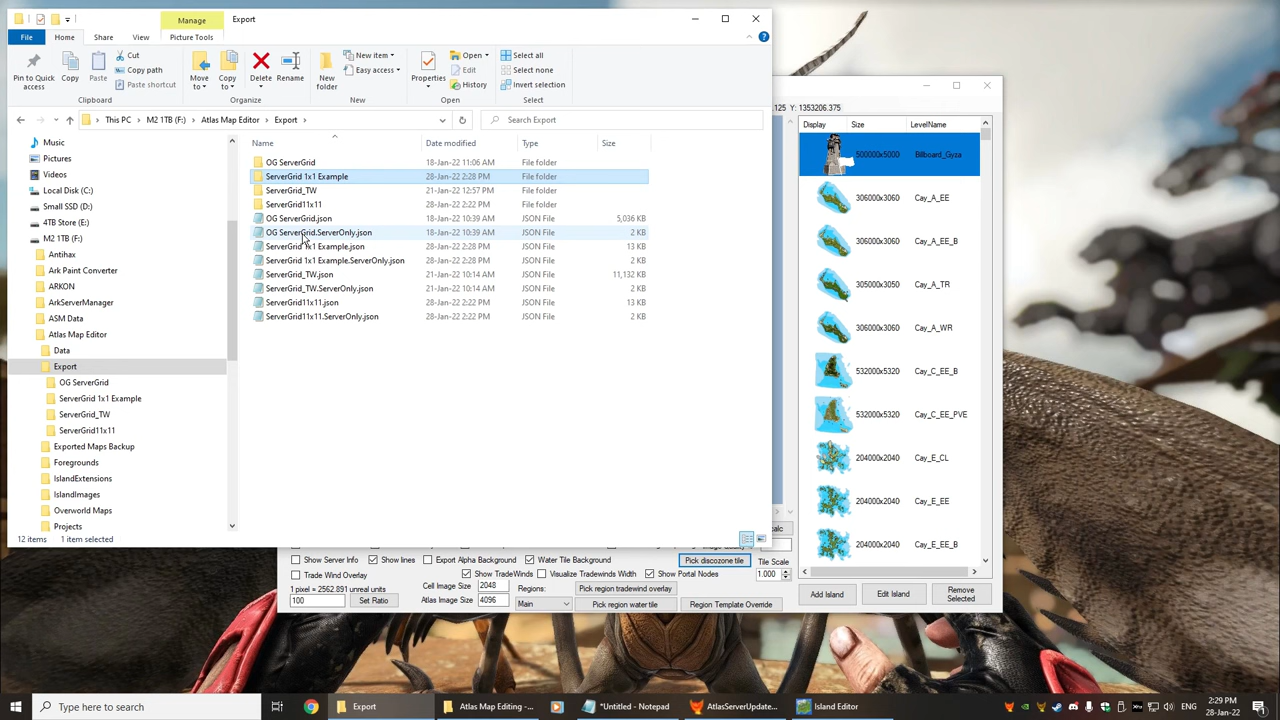 Manage
Export
File
Home
Share
View
Picture Tools
Pin to Quick access
Copy
Paste
Cut
Copy path
Paste shortcut
Clipboard
Move to
Copy to
Delete
Rename
Organize
New folder
New item
Easy access
New
Properties
Open
Edit
History
Open
Select all
Select none
Invert selection
Select
This PC > M2 1TB (F:) > Atlas Map Editor > Export >
Search Export
Music
Pictures
Videos
Local Disk (C:)
Small SSD (D:)
4TB Store (E:)
M2 1TB (F:)
Antihax
Ark Paint Converter
ARKON
ArkServerManager
ASM Data
Atlas Map Editor
Data
Export
OG ServerGrid
ServerGrid 1x1 Example
ServerGrid_TW
ServerGrid11x11
Exported Maps Backup
Foregrounds
IslandExtensions
IslandImages
Overworld Maps
Projects
Name Date modified Type Size
OG ServerGrid 18-Jan-22 11:06 AM File folder
ServerGrid 1x1 Example 28-Jan-22 2:28 PM File folder
ServerGrid_TW 21-Jan-22 12:57 PM File folder
ServerGrid11x11 28-Jan-22 2:22 PM File folder
OG ServerGrid.json 18-Jan-22 10:39 AM JSON File 5,036 KB
OG ServerGrid.ServerOnly.json 18-Jan-22 10:39 AM JSON File 2 KB
ServerGrid 1x1 Example.json 28-Jan-22 2:28 PM JSON File 13 KB
ServerGrid 1x1 Example.ServerOnly.json 28-Jan-22 2:28 PM JSON File 2 KB
ServerGrid_TW.json 21-Jan-22 10:14 AM JSON File 11,132 KB
ServerGrid_TW.ServerOnly.json 21-Jan-22 10:14 AM JSON File 2 KB
ServerGrid11x11.json 28-Jan-22 2:22 PM JSON File 13 KB
ServerGrid11x11.ServerOnly.json 28-Jan-22 2:22 PM JSON File 2 KB
12 items 1 item selected
.125 Y: 1353206.375
Display Size LevelName
500000x5000 Billboard_Gyza
306000x3060 Cay_A_EE
306000x3060 Cay_A_EE_B
305000x3050 Cay_A_TR
306000x3060 Cay_A_WR
532000x5320 Cay_C_EE_B
532000x5320 Cay_C_EE_PVE
204000x2040 Cay_E_CL
204000x2040 Cay_E_EE
204000x2040 Cay_E_EE_B
Add Island
Edit Island
Remove Selected
Show Server Info
Show lines
Export Alpha Background
Water Tile Background
Pick discozone tile
Tile Scale
Trade Wind Overlay
Show TradeWinds
Visualize Tradewinds Width
Show Portal Nodes
1.000
1 pixel = 2562.891 unreal units
100
Set Ratio
Cell Image Size 2048
Atlas Image Size 4096
Regions:
Main
Pick region tradewind overlay
Pick region water tile
Region Template Override
Type here to search
Export
Atlas Map Editing -...
*Untitled - Notepad
AtlasServerUpdate...
Island Editor
ENG
2:29 PM
28-Jan-22